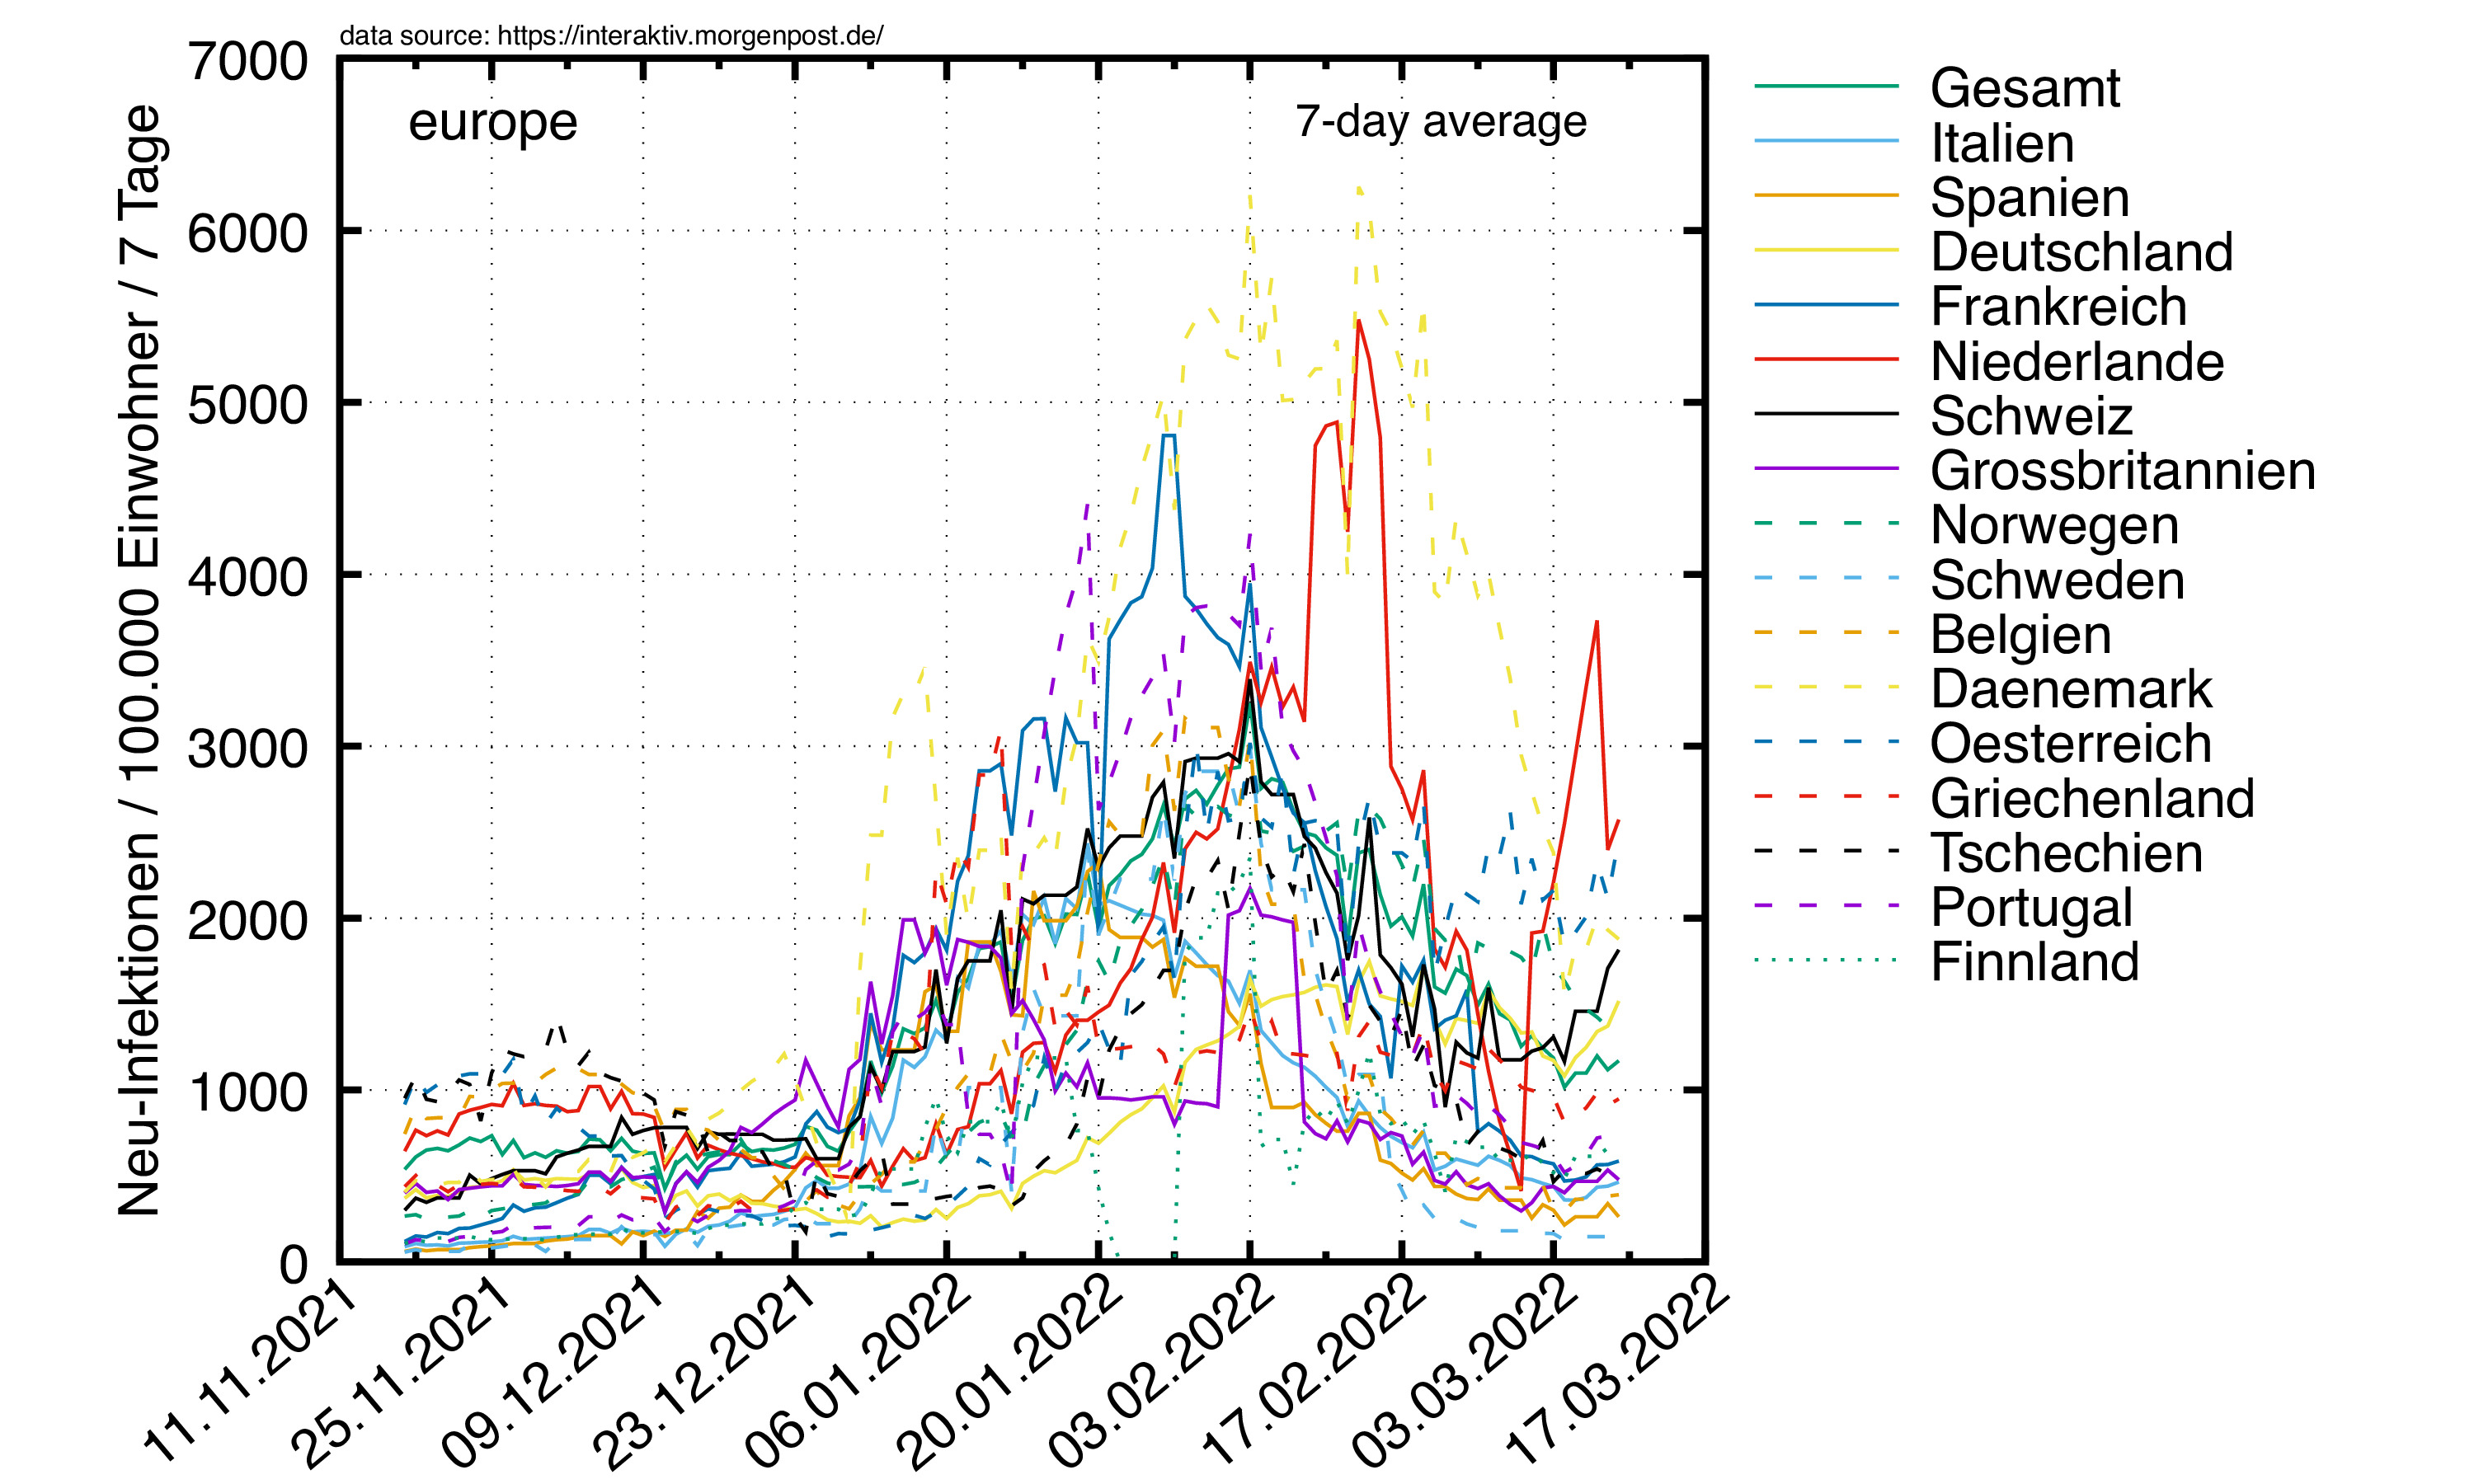 data source: https://interaktiv.morgenpost.de/
europe
7-day average
Neu-Infektionen / 100.000 Einwohner / 7 Tage
7000
6000
5000
4000
3000
2000
1000
0
11.11.2021
25.11.2021
09.12.2021
23.12.2021
06.01.2022
20.01.2022
03.02.2022
17.02.2022
03.03.2022
17.03.2022
Gesamt
Italien
Spanien
Deutschland
Frankreich
Niederlande
Schweiz
Grossbritannien
Norwegen
Schweden
Belgien
Daenemark
Oesterreich
Griechenland
Tschechien
Portugal
Finnland